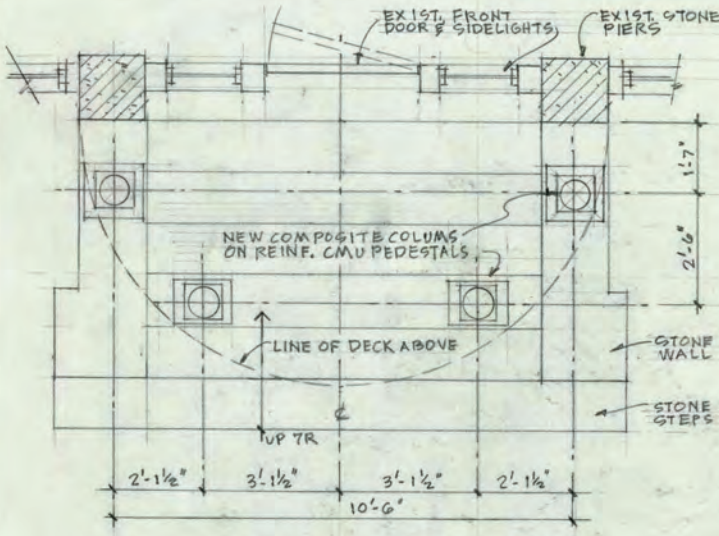 EXIST. FRONT
DOOR & SIDELIGHTS
EXIST. STONE
PIERS
1'-7"
NEW COMPOSITE COLUMS
ON REINF. CMU PEDESTALS
2'-6"
LINE OF DECK ABOVE
STONE
WALL
℄
STONE
STEPS
UP 7R
2'-1½" 3'-1½" 3'-1½" 2'-1½"
10'-6"